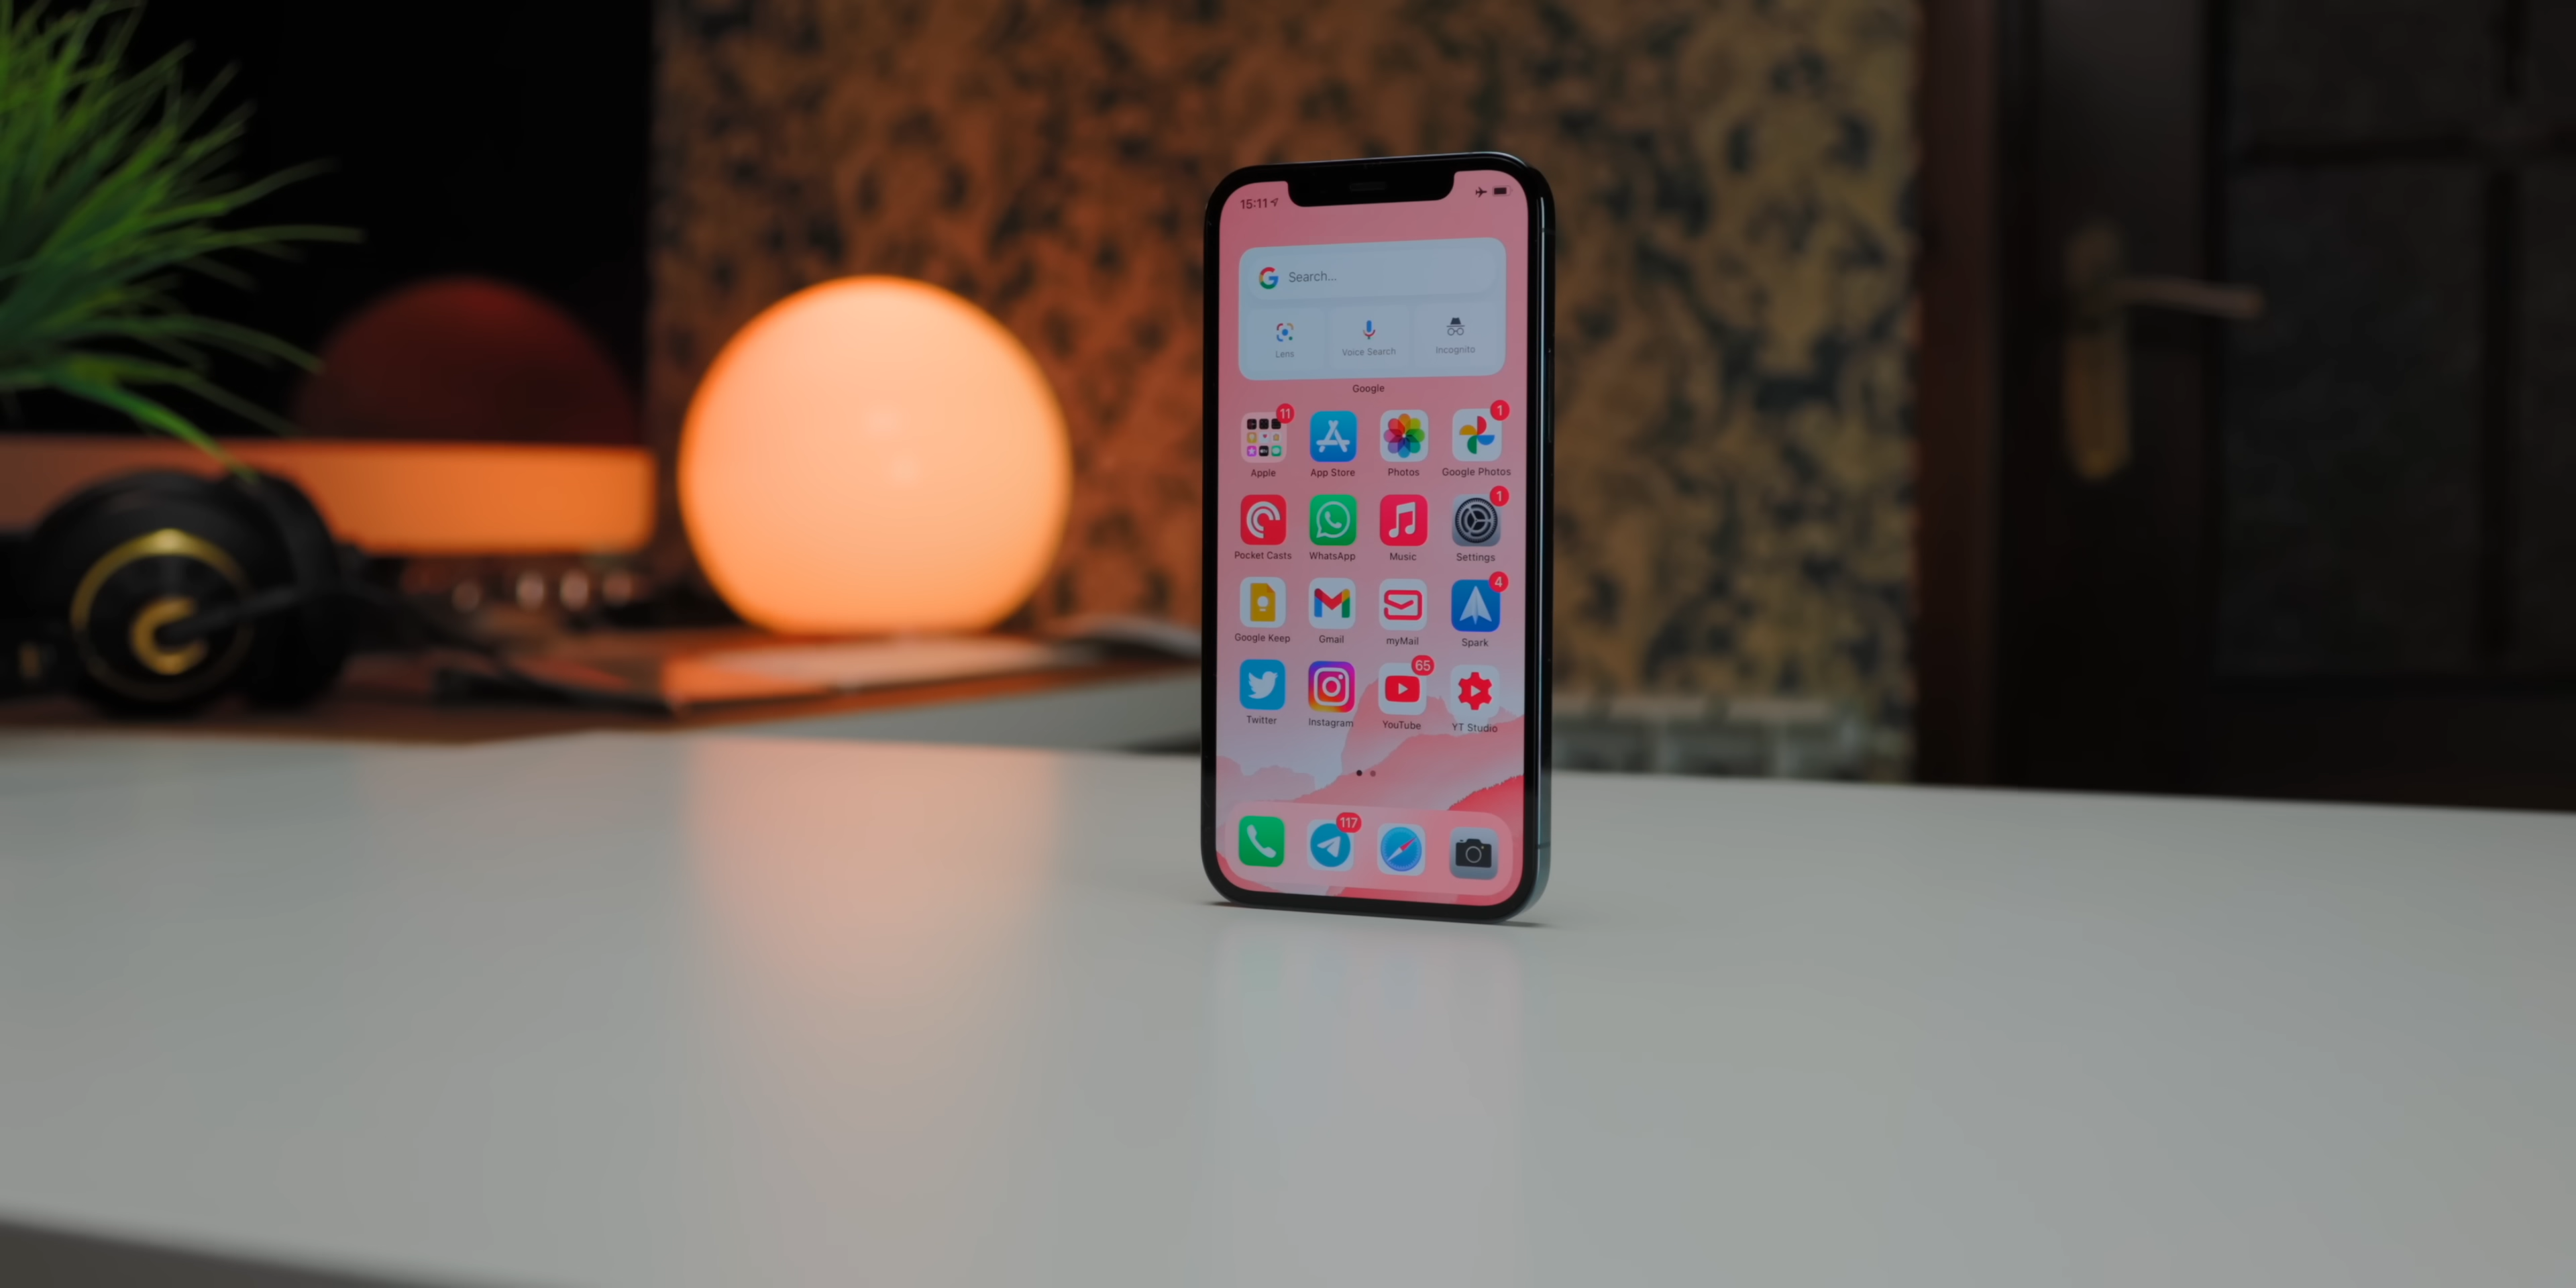 15:11
Search...
Lens Voice Search Incognito
Google
11 1
Apple App Store Photos Google Photos
1
Pocket Casts WhatsApp Music Settings
4
Google Keep Gmail myMail Spark
65
Twitter Instagram YouTube YT Studio
117